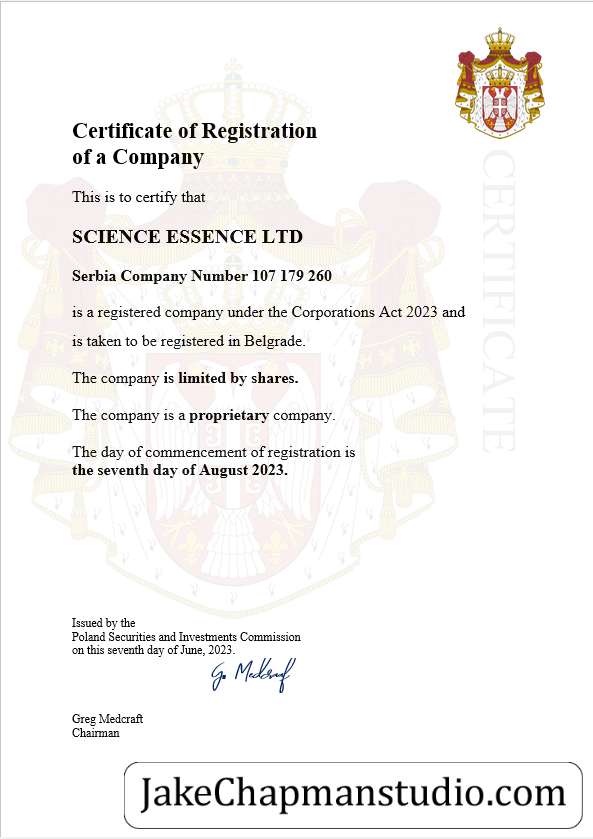 Certificate of Registration
of a Company
This is to certify that
SCIENCE ESSENCE LTD
Serbia Company Number 107 179 260
is a registered company under the Corporations Act 2023 and
is taken to be registered in Belgrade.
The company is limited by shares.
The company is a proprietary company.
The day of commencement of registration is
the seventh day of August 2023.
CERTIFICATE
Issued by the
Poland Securities and Investments Commission
on this seventh day of June, 2023.
G. Medcraf
Greg Medcraft
Chairman
JakeChapmanstudio.com